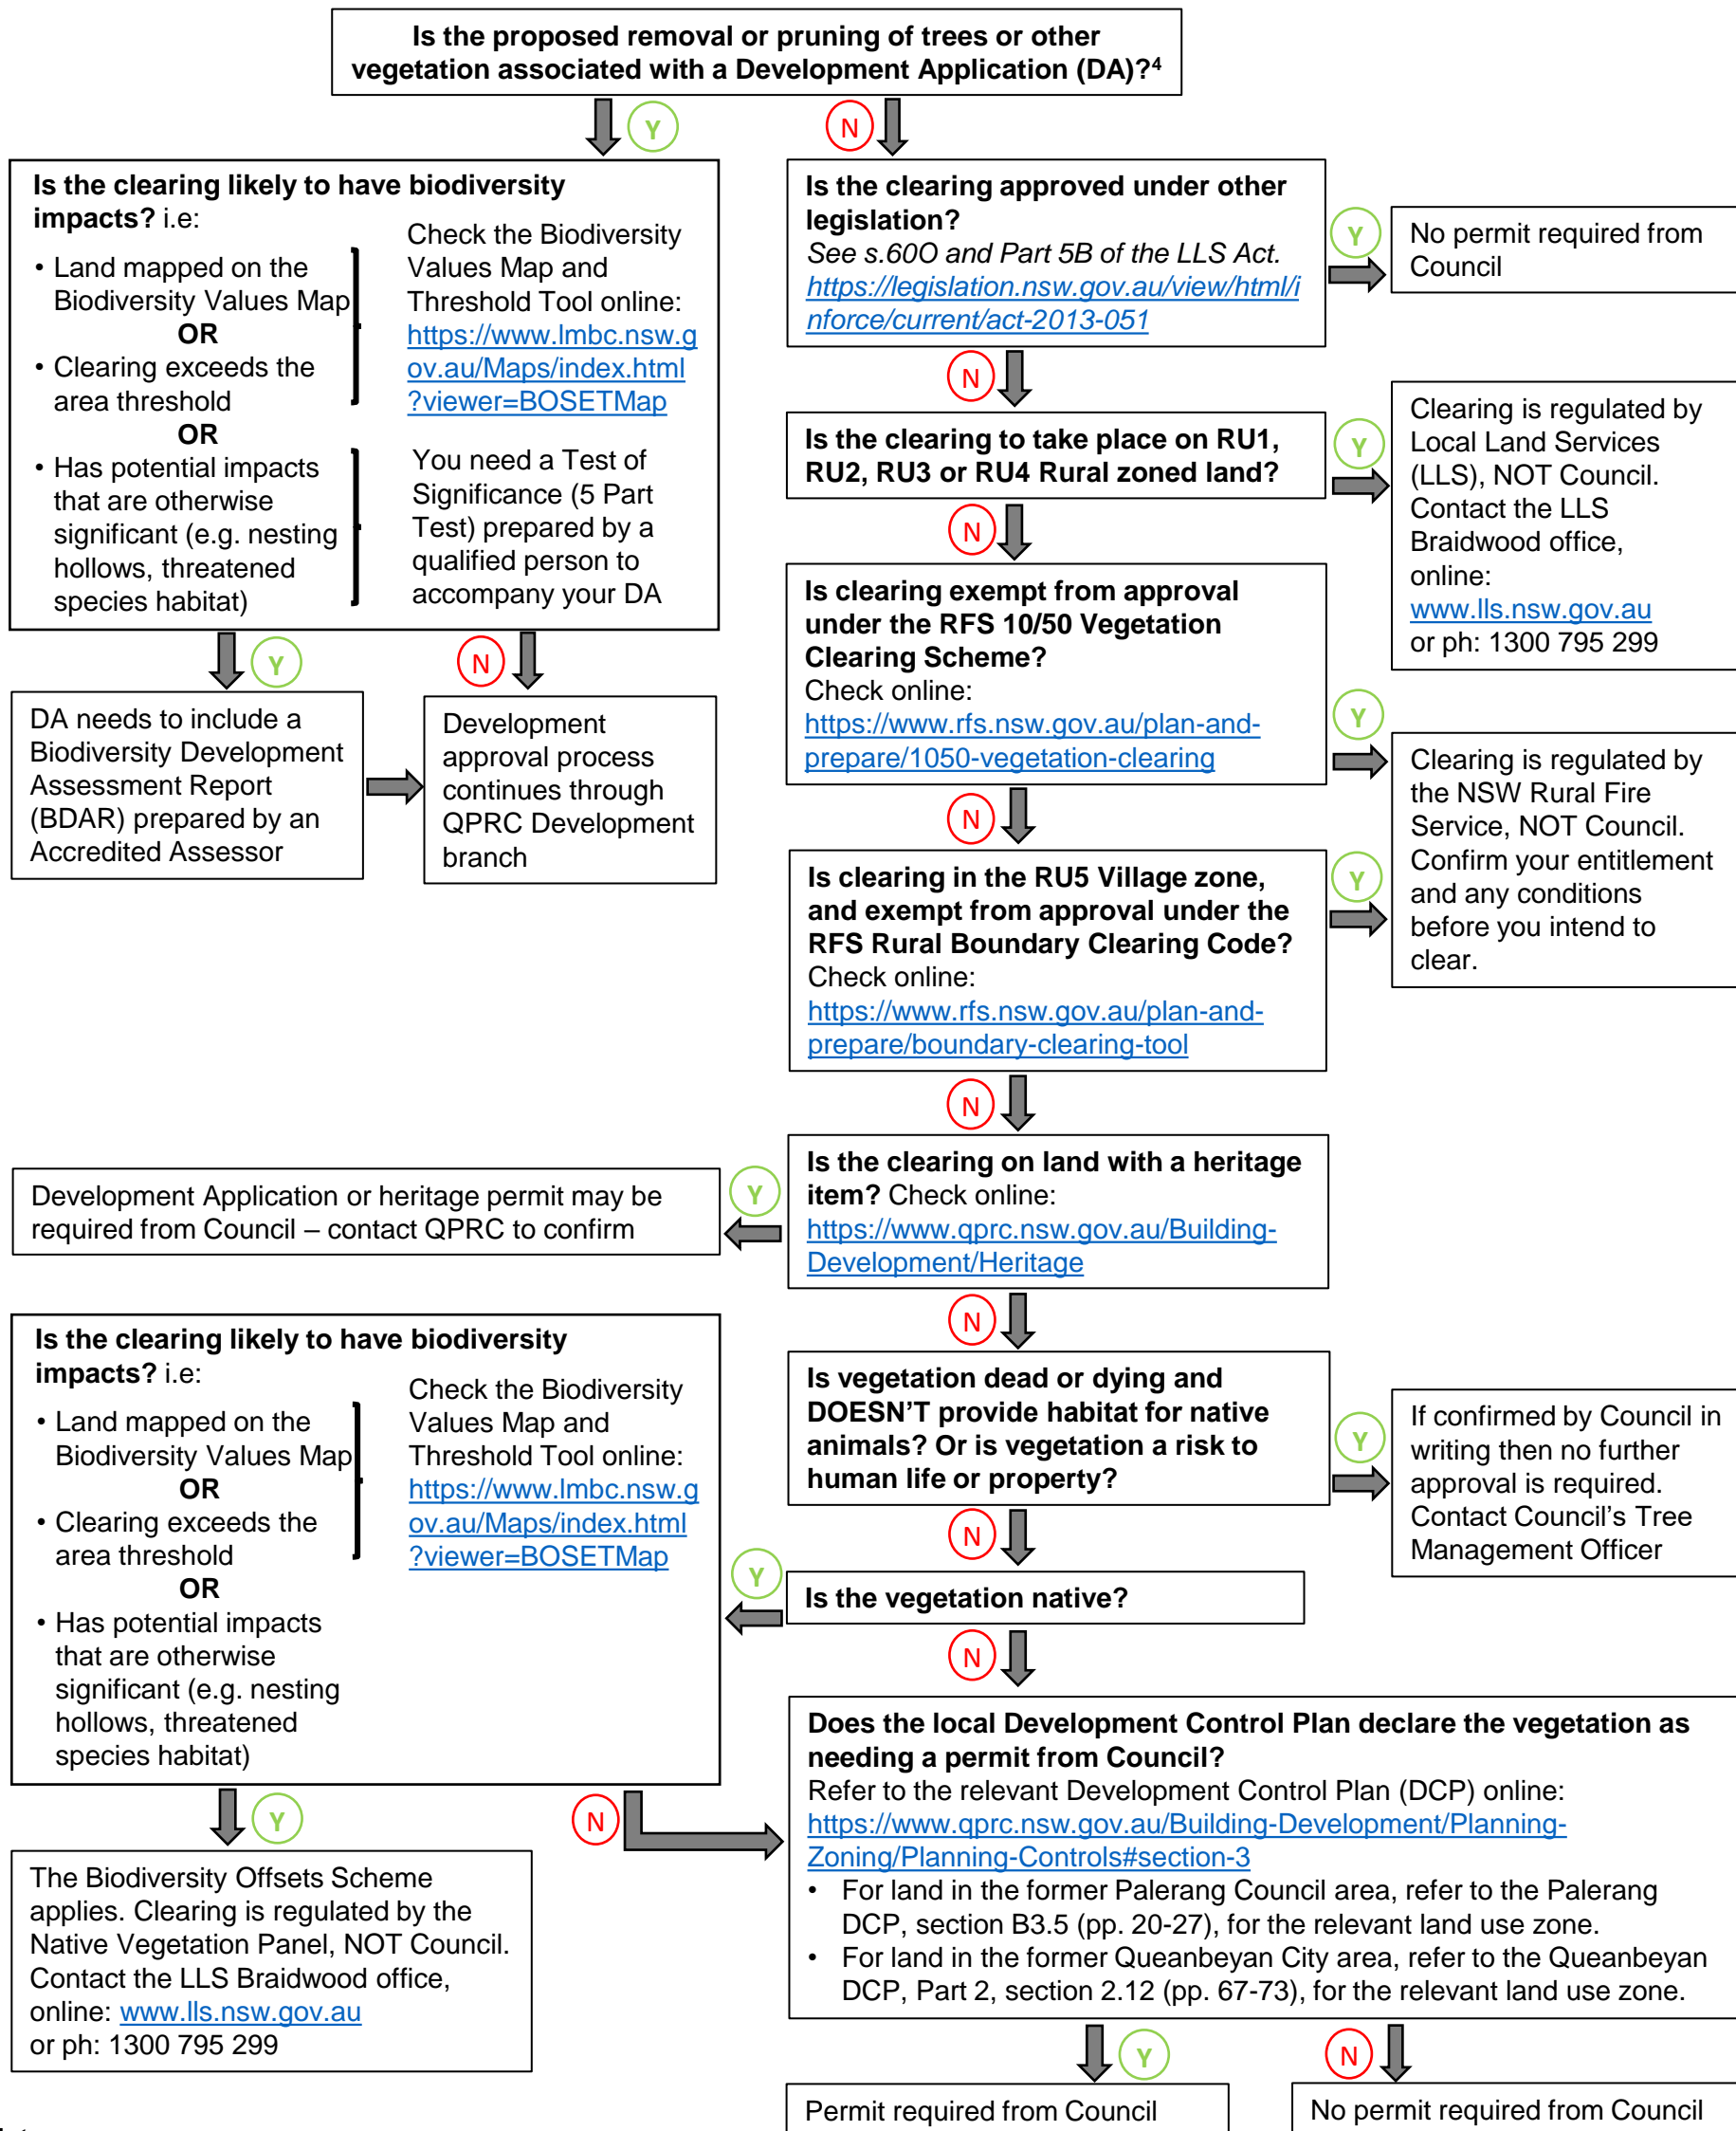 Is the proposed removal or pruning of trees or other
vegetation associated with a Development Application (DA)?⁴
Y
N
Is the clearing likely to have biodiversity
impacts? i.e:
• Land mapped on the
Biodiversity Values Map
OR
• Clearing exceeds the
area threshold
OR
• Has potential impacts
that are otherwise
significant (e.g. nesting
hollows, threatened
species habitat)
Check the Biodiversity
Values Map and
Threshold Tool online:
https://www.lmbc.nsw.g
ov.au/Maps/index.html
?viewer=BOSETMap
You need a Test of
Significance (5 Part
Test) prepared by a
qualified person to
accompany your DA
Y
N
DA needs to include a
Biodiversity Development
Assessment Report
(BDAR) prepared by an
Accredited Assessor
Development
approval process
continues through
QPRC Development
branch
Is the clearing approved under other
legislation?
See s.60O and Part 5B of the LLS Act.
https://legislation.nsw.gov.au/view/html/i
nforce/current/act-2013-051
Y
No permit required from
Council
N
Is the clearing to take place on RU1,
RU2, RU3 or RU4 Rural zoned land?
Y
Clearing is regulated by
Local Land Services
(LLS), NOT Council.
Contact the LLS
Braidwood office,
online:
www.lls.nsw.gov.au
or ph: 1300 795 299
N
Is clearing exempt from approval
under the RFS 10/50 Vegetation
Clearing Scheme?
Check online:
https://www.rfs.nsw.gov.au/plan-and-
prepare/1050-vegetation-clearing
Y
Clearing is regulated by
the NSW Rural Fire
Service, NOT Council.
Confirm your entitlement
and any conditions
before you intend to
clear.
N
Is clearing in the RU5 Village zone,
and exempt from approval under the
RFS Rural Boundary Clearing Code?
Check online:
https://www.rfs.nsw.gov.au/plan-and-
prepare/boundary-clearing-tool
Y
N
Is the clearing on land with a heritage
item? Check online:
https://www.qprc.nsw.gov.au/Building-
Development/Heritage
Y
Development Application or heritage permit may be
required from Council – contact QPRC to confirm
N
Is vegetation dead or dying and
DOESN'T provide habitat for native
animals? Or is vegetation a risk to
human life or property?
Y
If confirmed by Council in
writing then no further
approval is required.
Contact Council's Tree
Management Officer
N
Is the vegetation native?
Y
Is the clearing likely to have biodiversity
impacts? i.e:
• Land mapped on the
Biodiversity Values Map
OR
• Clearing exceeds the
area threshold
OR
• Has potential impacts
that are otherwise
significant (e.g. nesting
hollows, threatened
species habitat)
Check the Biodiversity
Values Map and
Threshold Tool online:
https://www.lmbc.nsw.g
ov.au/Maps/index.html
?viewer=BOSETMap
Y
N
The Biodiversity Offsets Scheme
applies. Clearing is regulated by the
Native Vegetation Panel, NOT Council.
Contact the LLS Braidwood office,
online: www.lls.nsw.gov.au
or ph: 1300 795 299
N
Does the local Development Control Plan declare the vegetation as
needing a permit from Council?
Refer to the relevant Development Control Plan (DCP) online:
https://www.qprc.nsw.gov.au/Building-Development/Planning-
Zoning/Planning-Controls#section-3
• For land in the former Palerang Council area, refer to the Palerang
DCP, section B3.5 (pp. 20-27), for the relevant land use zone.
• For land in the former Queanbeyan City area, refer to the Queanbeyan
DCP, Part 2, section 2.12 (pp. 67-73), for the relevant land use zone.
Y
N
Permit required from Council
No permit required from Council